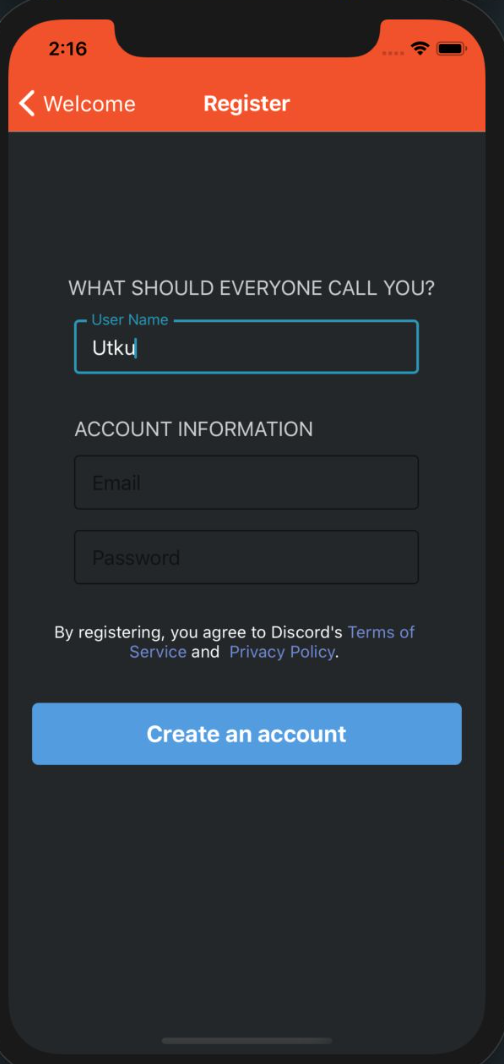 2:16
Welcome
Register
WHAT SHOULD EVERYONE CALL YOU?
User Name
Utku
ACCOUNT INFORMATION
Email
Password
By registering, you agree to Discord's Terms of
Service and Privacy Policy.
Create an account